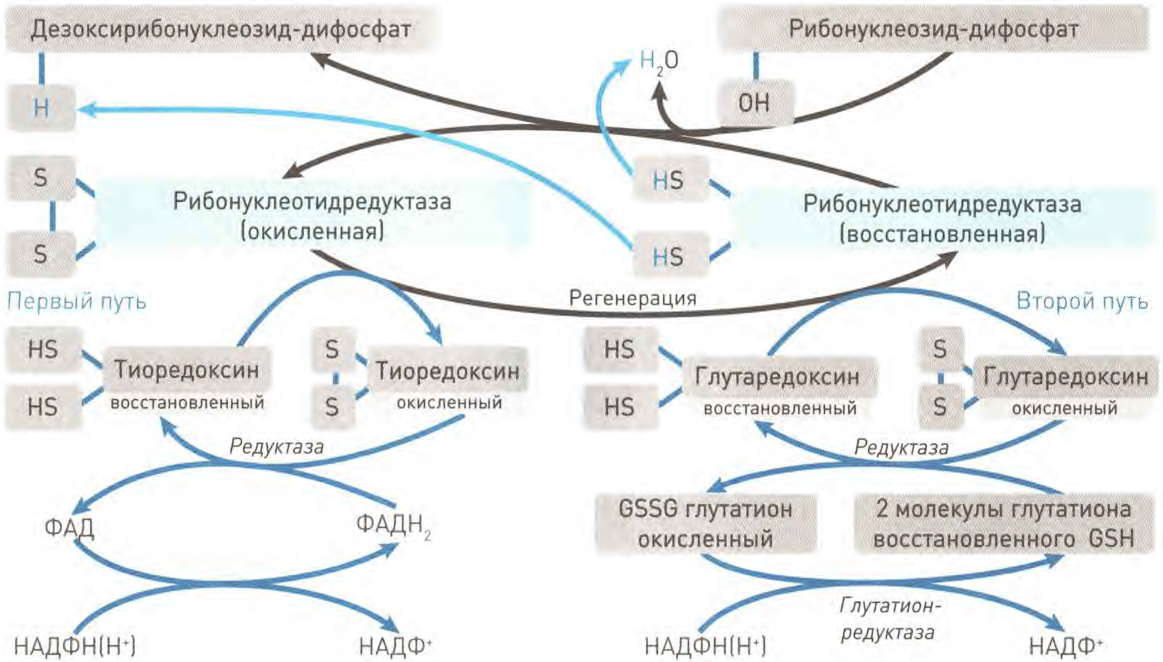 Дезоксирибонуклеозид-дифосфат
Рибонуклеозид-дифосфат
H₂O
H
OH
S
HS
Рибонуклеотидредуктаза
(окисленная)
Рибонуклеотидредуктаза
(восстановленная)
S
HS
Первый путь
Регенерация
Второй путь
HS
S
HS
S
Тиоредоксин
восстановленный
Тиоредоксин
окисленный
Глутаредоксин
восстановленный
Глутаредоксин
окисленный
HS
S
HS
S
Редуктаза
Редуктаза
ФАД
ФАДН₂
GSSG глутатион
окисленный
2 молекулы глутатиона
восстановленного GSH
Глутатион-
редуктаза
НАДФН(Н⁺)
НАДФ⁺
НАДФН(Н⁺)
НАДФ⁺